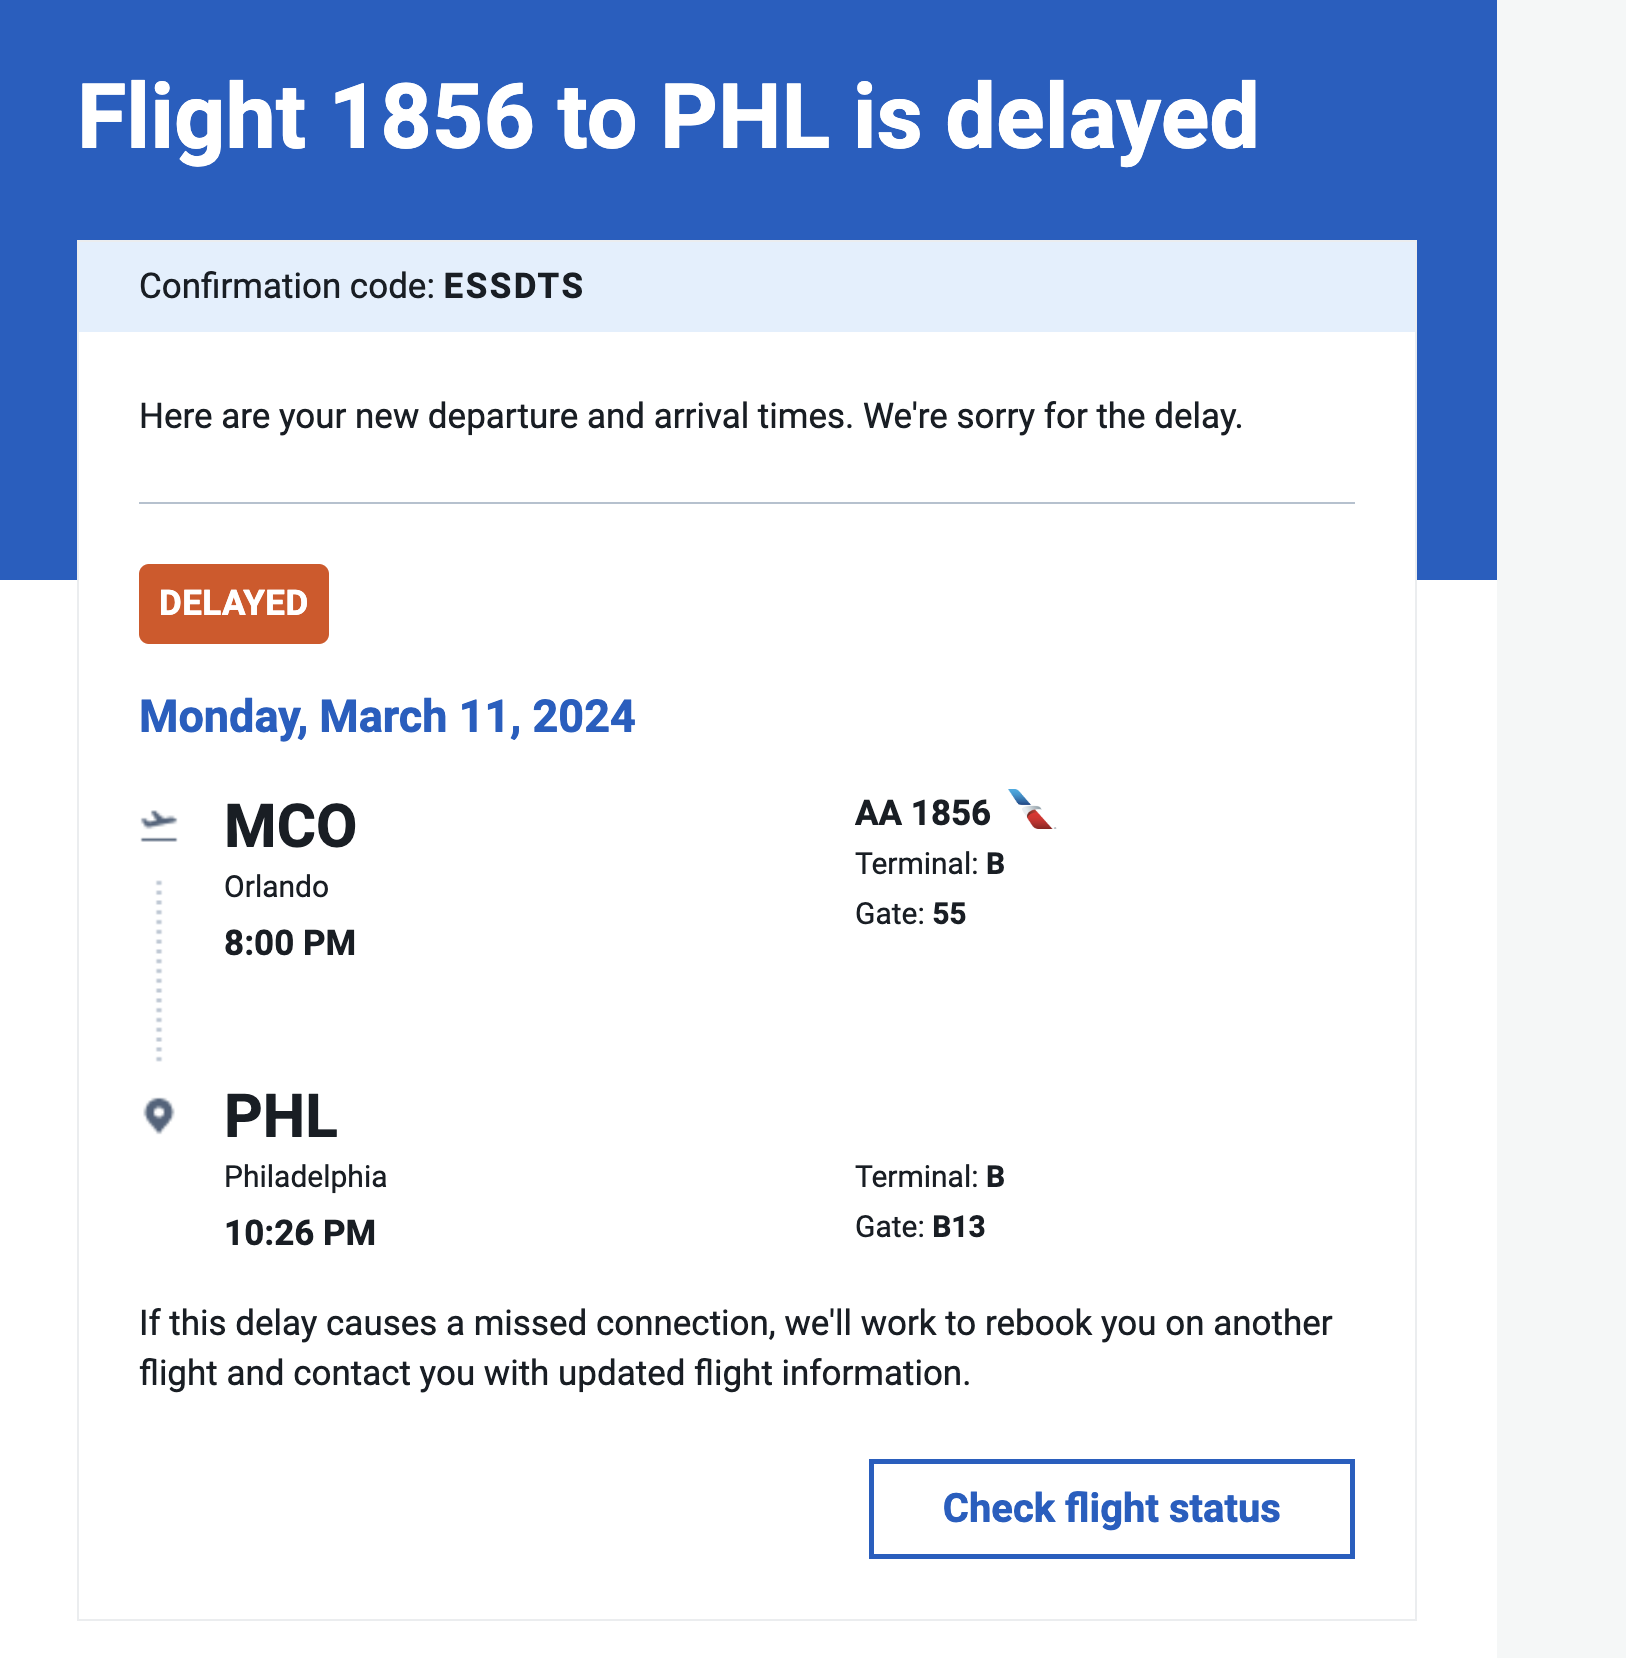 Flight 1856 to PHL is delayed
Confirmation code: ESSDTS
Here are your new departure and arrival times. We're sorry for the delay.
DELAYED
Monday, March 11, 2024
MCO
Orlando
8:00 PM
AA 1856
Terminal: B
Gate: 55
PHL
Philadelphia
10:26 PM
Terminal: B
Gate: B13
If this delay causes a missed connection, we'll work to rebook you on another
flight and contact you with updated flight information.
Check flight status